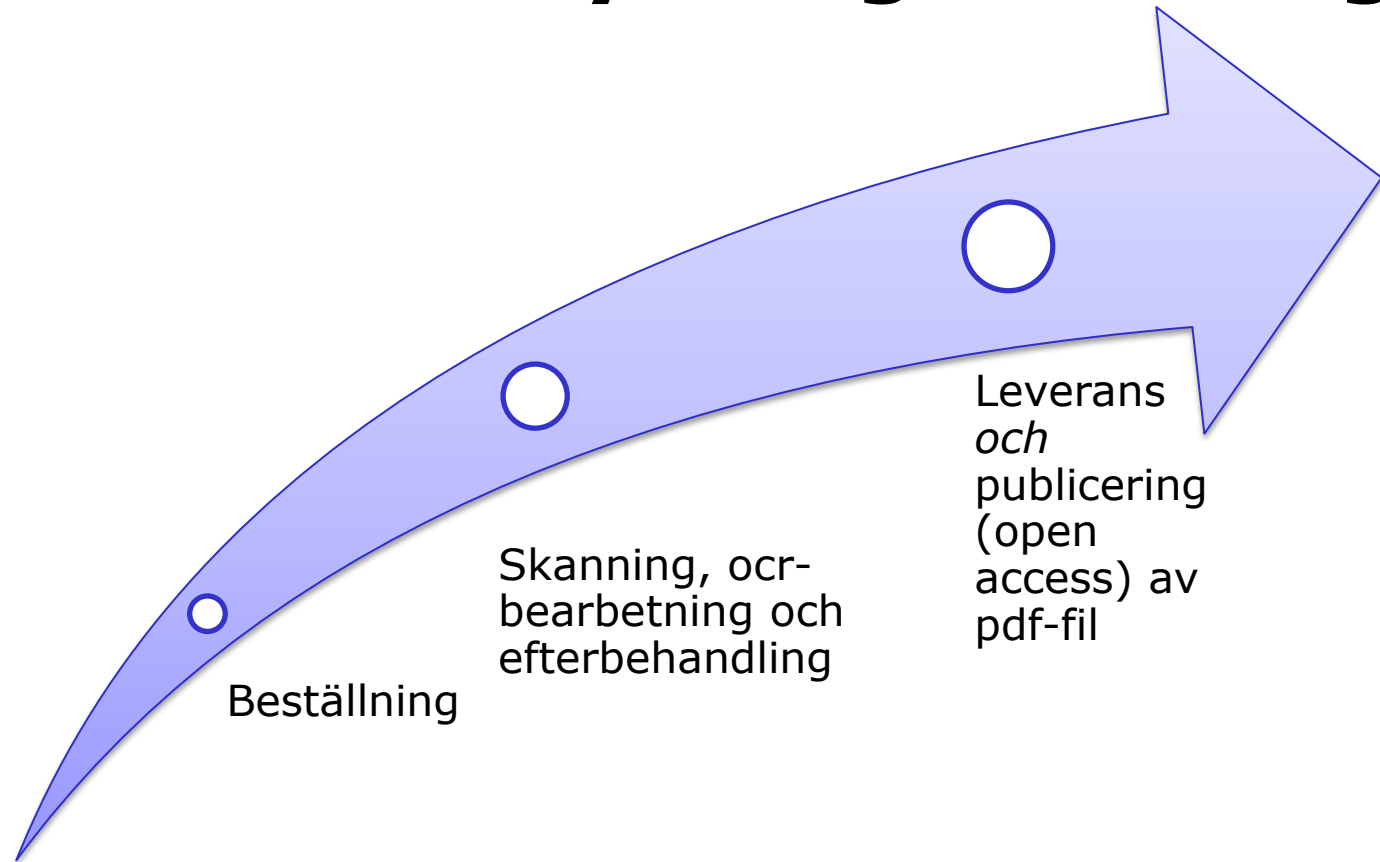 Beställning
Skanning, ocr-
bearbetning och
efterbehandling
Leverans
och
publicering
(open
access) av
pdf-fil